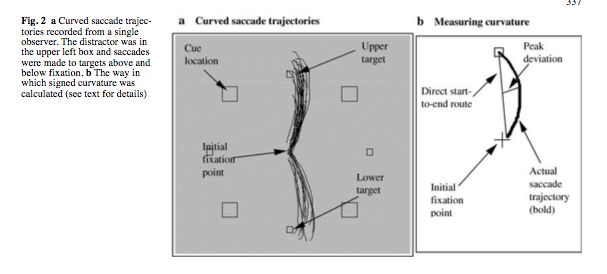 337
Fig. 2 a Curved saccade trajec-
tories recorded from a single
observer. The distractor was in
the upper left box and saccades
were made to targets above and
below fixation. b The way in
which signed curvature was
calculated (see text for details)
a Curved saccade trajectories
Cue
location
Upper
target
Initial
fixation
point
Lower
target
b Measuring curvature
Peak
deviation
Direct start-
to-end route
Initial
fixation
point
Actual
saccade
trajectory
(bold)